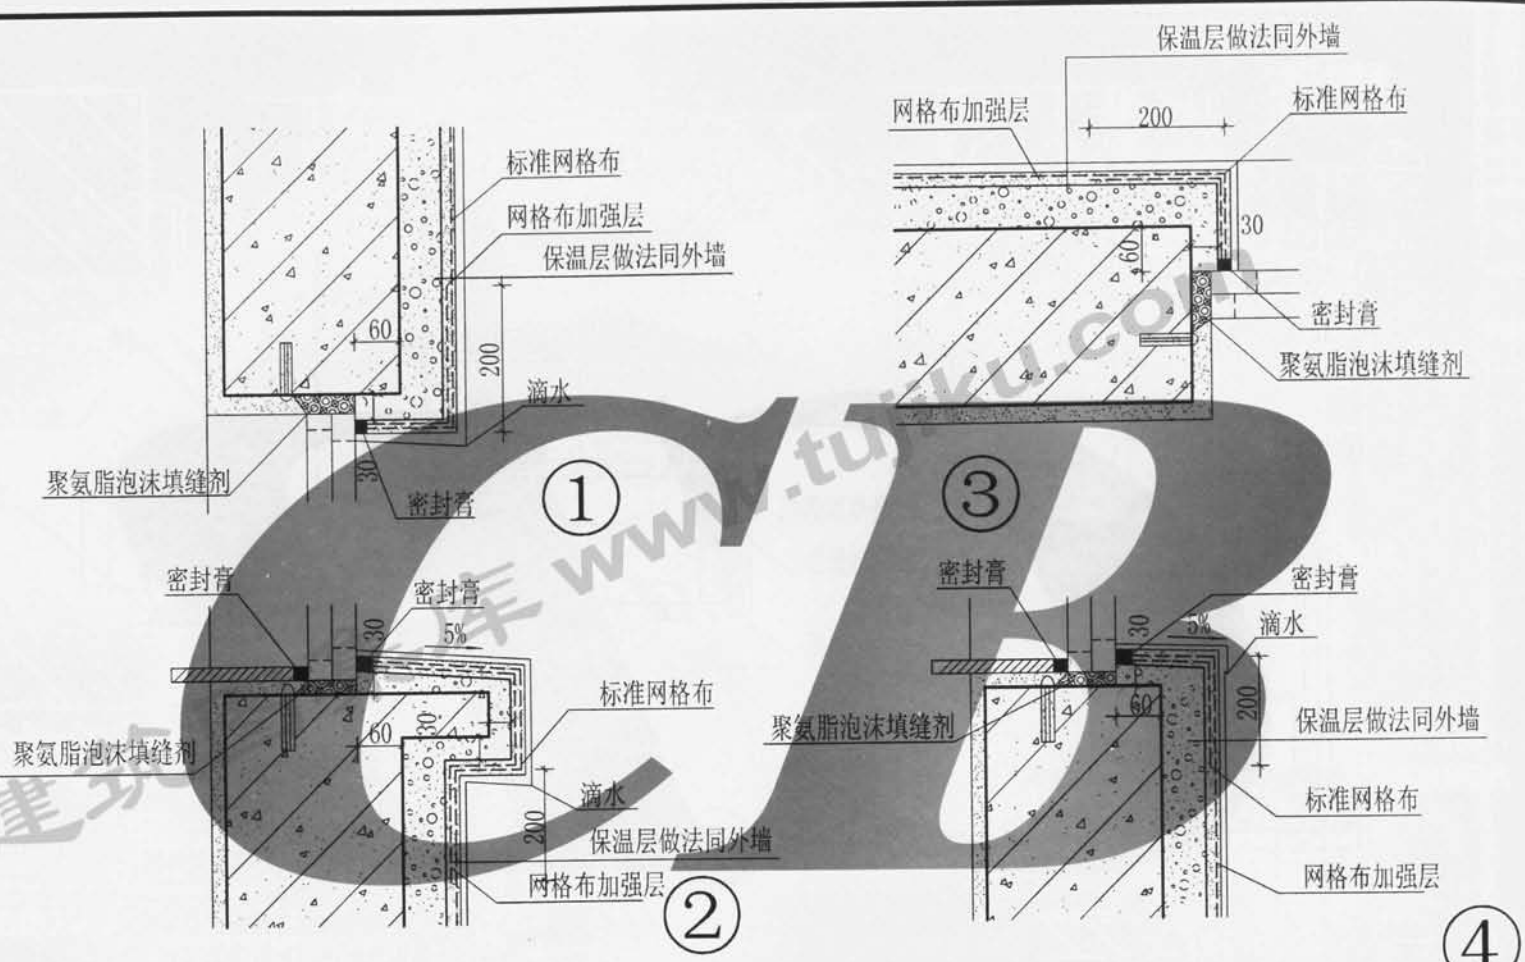 保温层做法同外墙
网格布加强层
200
标准网格布
标准网格布
网格布加强层
保温层做法同外墙
60
200
滴水
聚氨脂泡沫填缝剂
30
密封膏
①
60
30
密封膏
聚氨脂泡沫填缝剂
③
密封膏
密封膏
30
5%
标准网格布
聚氨脂泡沫填缝剂
60
30
滴水
200
保温层做法同外墙
网格布加强层
②
密封膏
密封膏
30
5%
滴水
200
60
聚氨脂泡沫填缝剂
保温层做法同外墙
标准网格布
网格布加强层
④
CB
建筑 库 www.tujiku.com